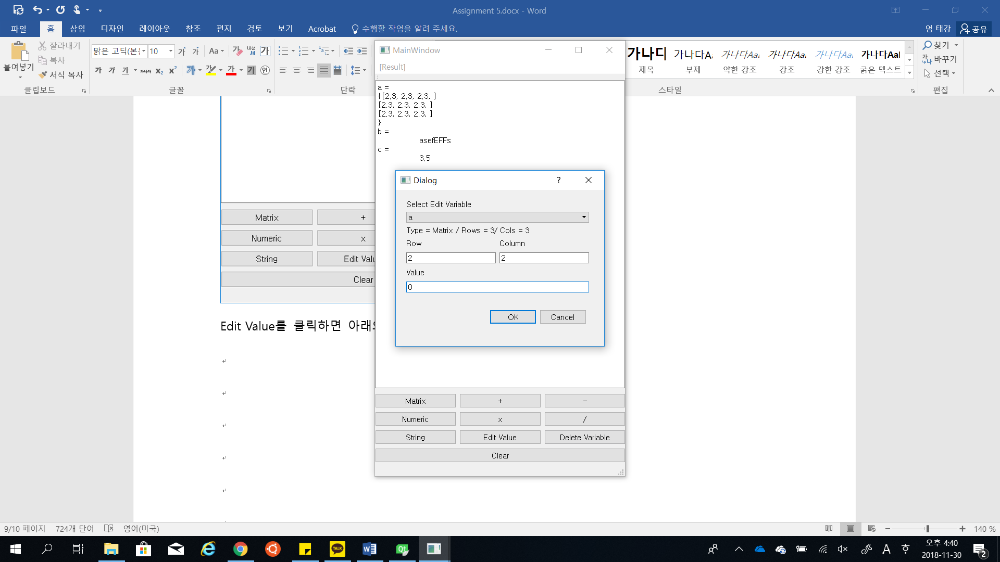 Assignment 5.docx - Word
파일 홈 삽입 디자인 레이아웃 참조 편지 검토 보기 Acrobat 수행할 작업을 알려 주세요. 엄 태강 공유
붙여넣기
잘라내기
복사
서식 복사
클립보드
맑은 고딕(본문 10
글꼴
단락
가나다 제목
가나다Aa 부제
가나다Aal 약한 강조
가나다Aal 강조
가나다Aal 강한 강조
가나다Aal 굵은 텍스트
스타일
찾기
바꾸기
선택
편집
MainWindow
[Result]
a =
{[2.3, 2.3, 2.3, ]
[2.3, 2.3, 2.3, ]
[2.3, 2.3, 2.3, ]
}
b =
asefEFFs
c =
3.5
Dialog ?
Select Edit Variable
a
Type = Matrix / Rows = 3/ Cols = 3
Row Column
2 2
Value
0
OK Cancel
Matrix + -
Numeric x /
String Edit Value Delete Variable
Clear
Matrix +
Numeric x
String Edit Valu
Clear
Edit Value를 클릭하면 아래
9/10 페이지 724개 단어 영어(미국) 140 %
TALK
Qt
A
오후 4:40
2018-11-30
2